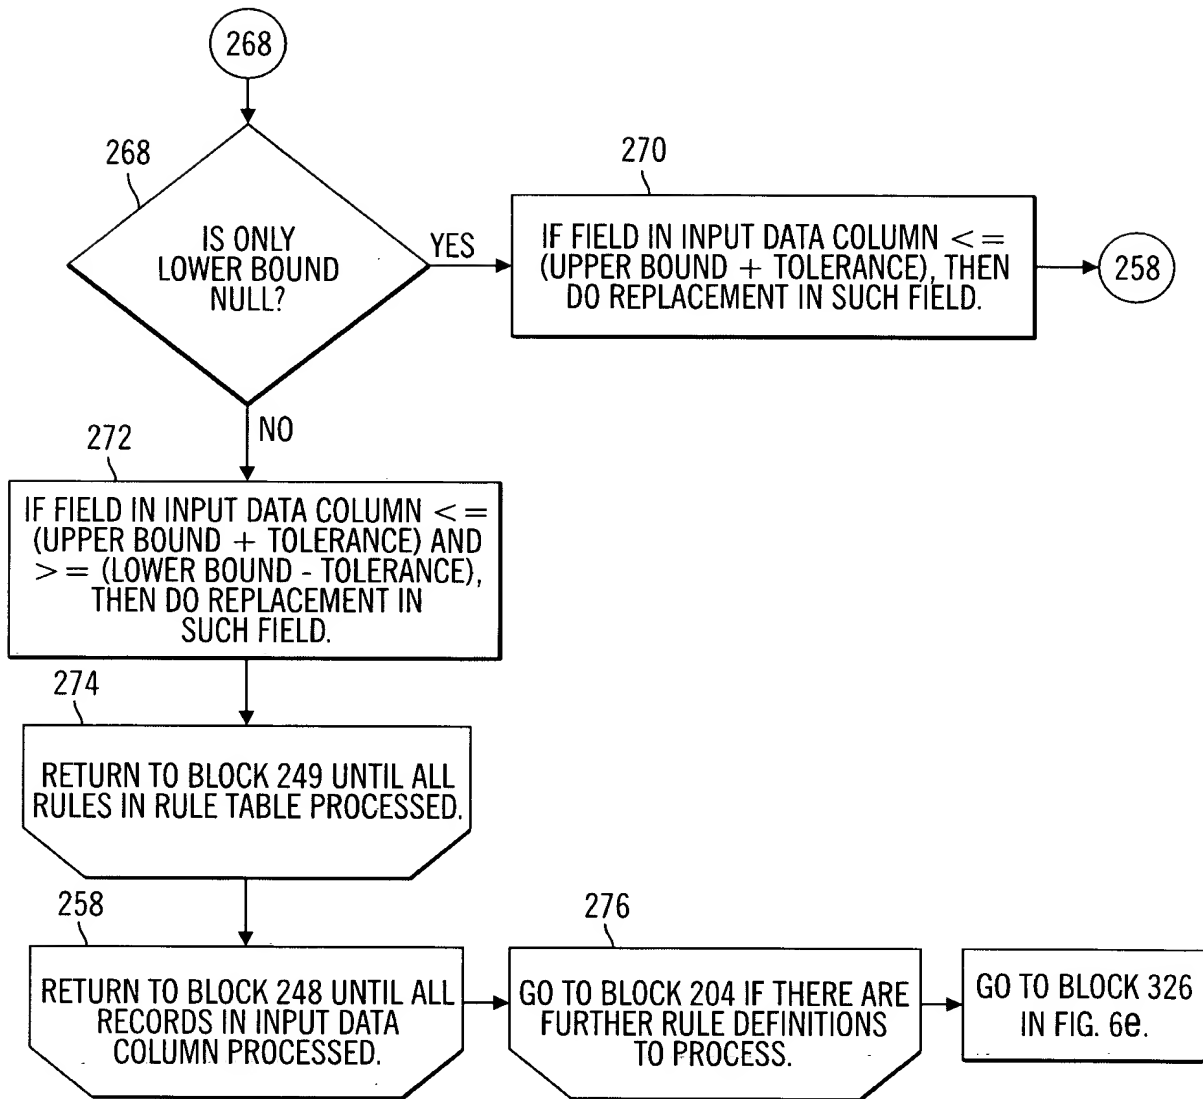 268
268
IS ONLY
LOWER BOUND
NULL?
YES
270
IF FIELD IN INPUT DATA COLUMN <=
(UPPER BOUND + TOLERANCE), THEN
DO REPLACEMENT IN SUCH FIELD.
258
NO
272
IF FIELD IN INPUT DATA COLUMN <=
(UPPER BOUND + TOLERANCE) AND
>= (LOWER BOUND - TOLERANCE),
THEN DO REPLACEMENT IN
SUCH FIELD.
274
RETURN TO BLOCK 249 UNTIL ALL
RULES IN RULE TABLE PROCESSED.
258
RETURN TO BLOCK 248 UNTIL ALL
RECORDS IN INPUT DATA
COLUMN PROCESSED.
276
GO TO BLOCK 204 IF THERE ARE
FURTHER RULE DEFINITIONS
TO PROCESS.
GO TO BLOCK 326
IN FIG. 6e.